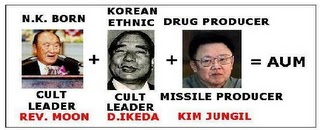 N.K. BORN
KOREAN
ETHNIC
DRUG PRODUCER
+ + = AUM
CULT
LEADER
REV. MOON
CULT
LEADER
D.IKEDA
MISSILE PRODUCER
KIM JUNGIL